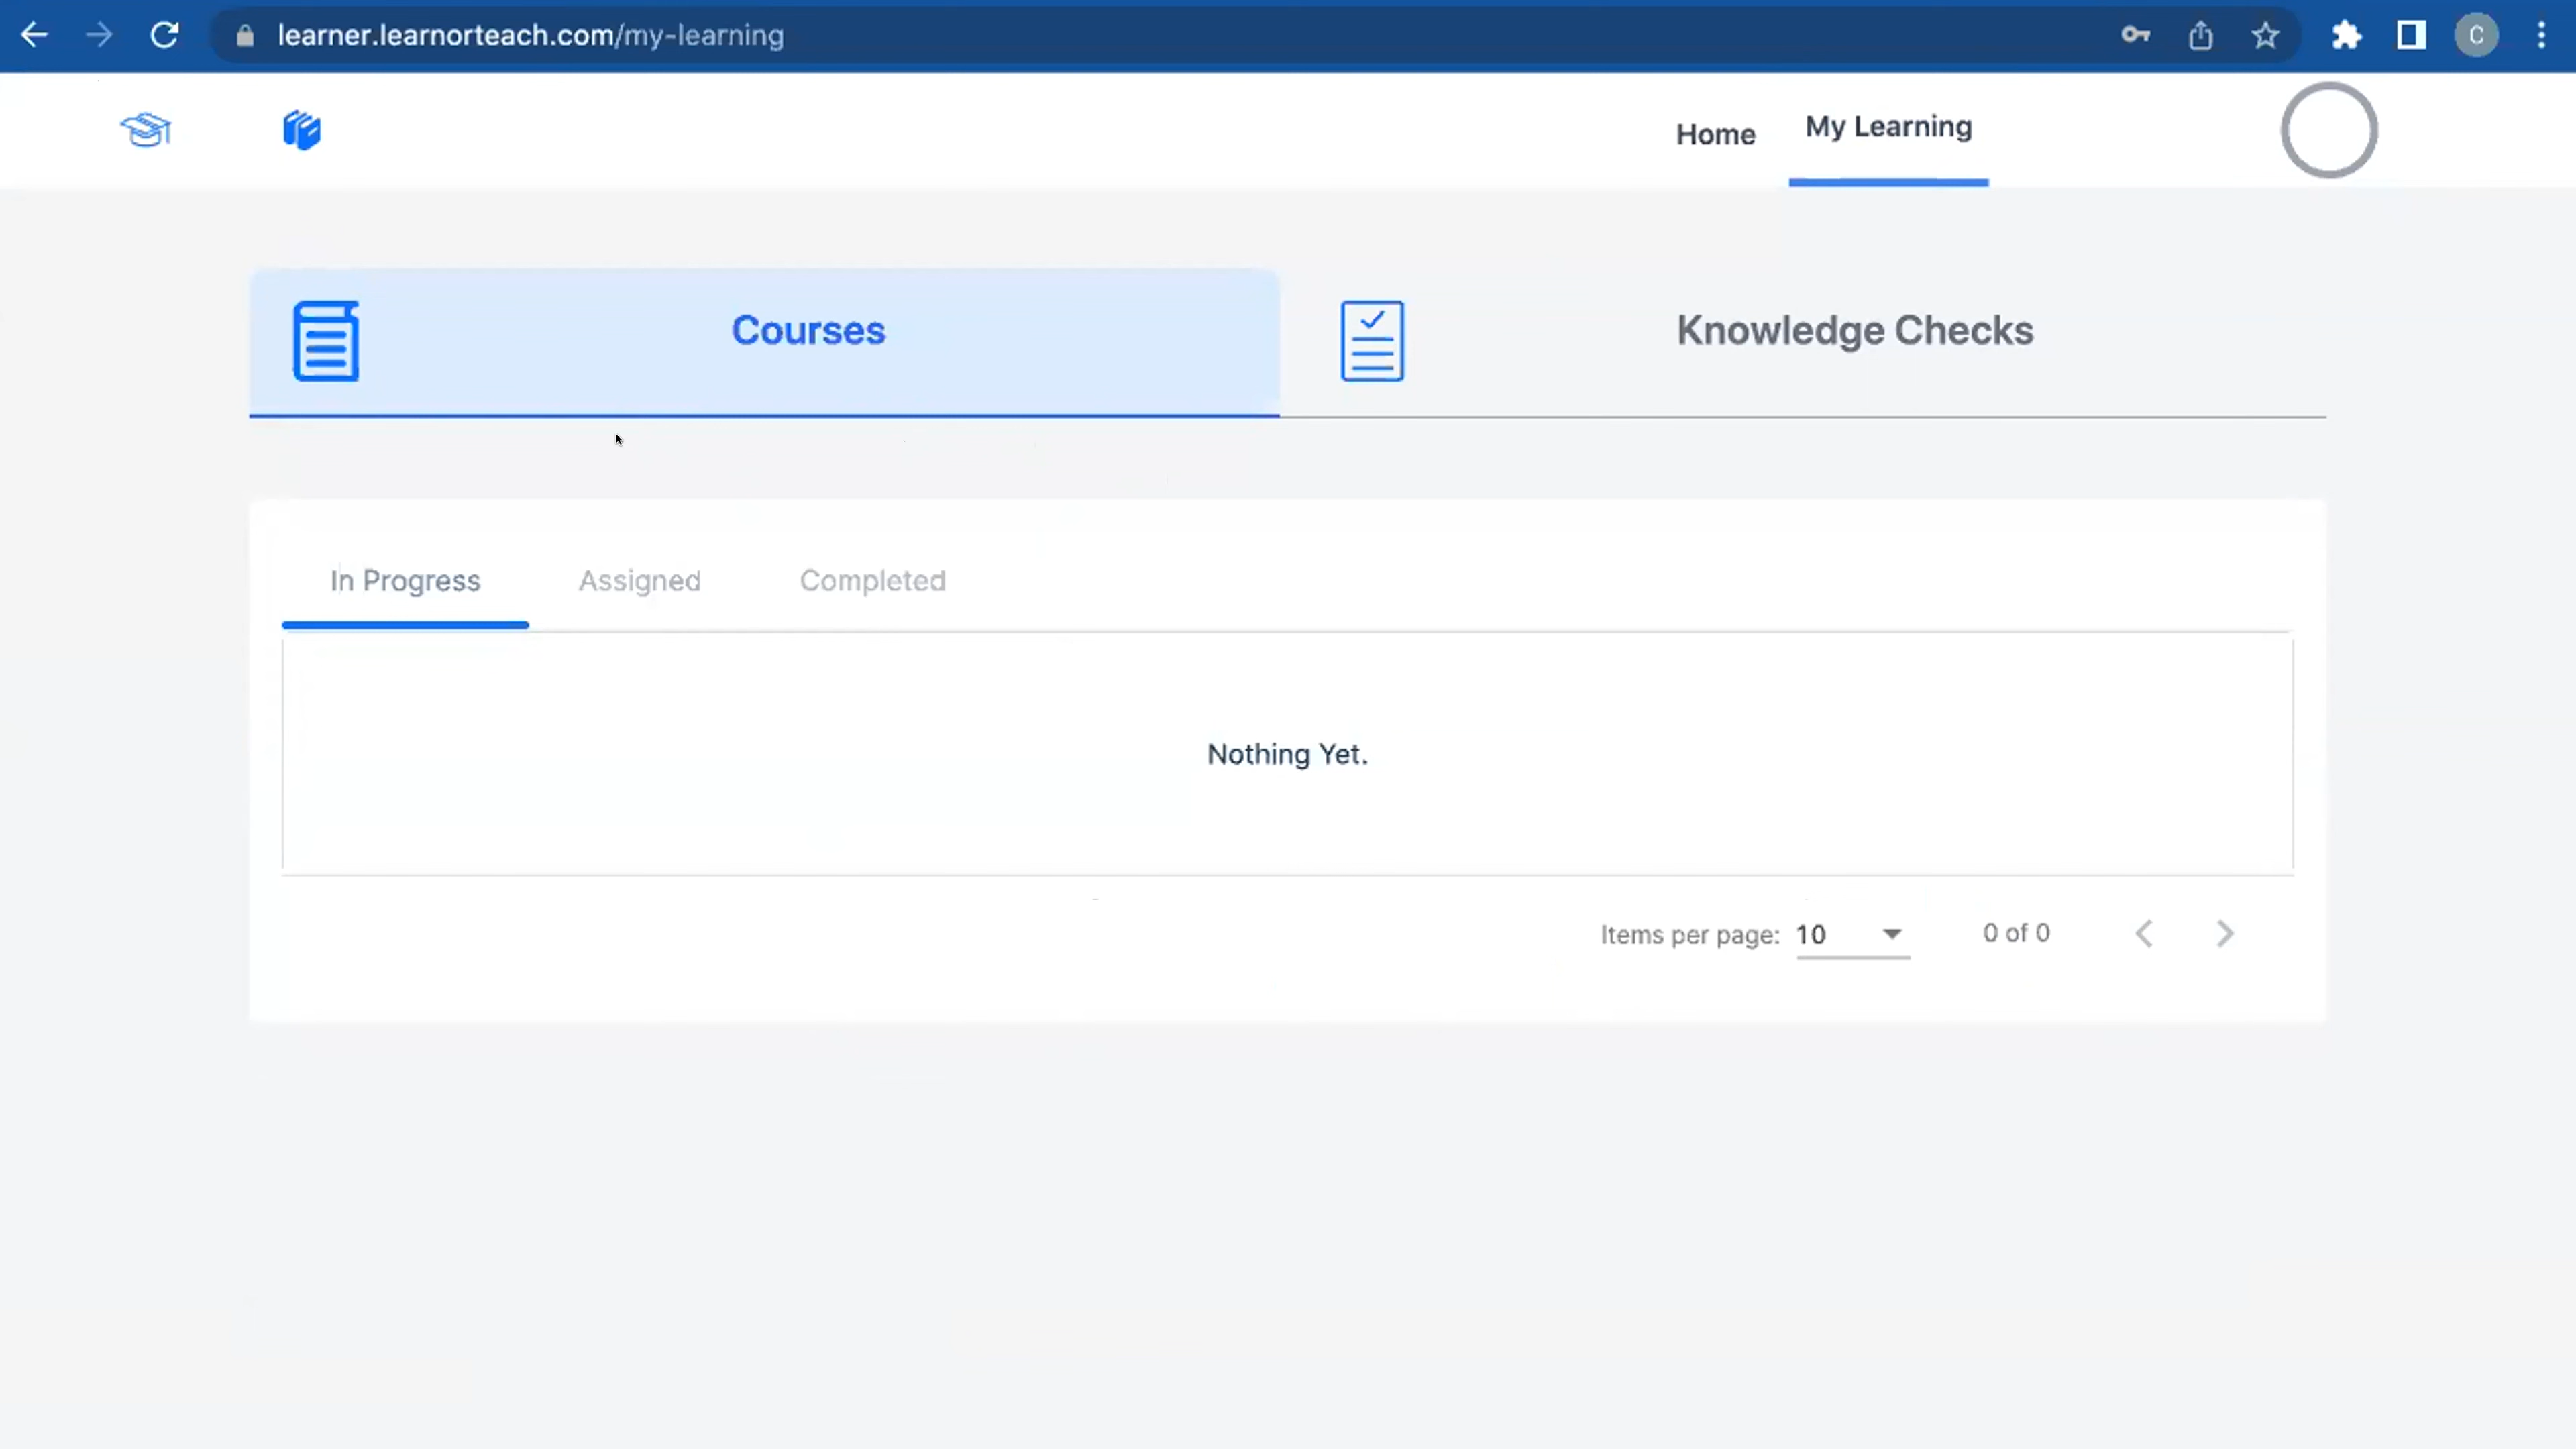 learner.learnorteach.com/my-learning
C
Home
My Learning
Courses
Knowledge Checks
In Progress
Assigned
Completed
Nothing Yet.
Items per page: 10
0 of 0